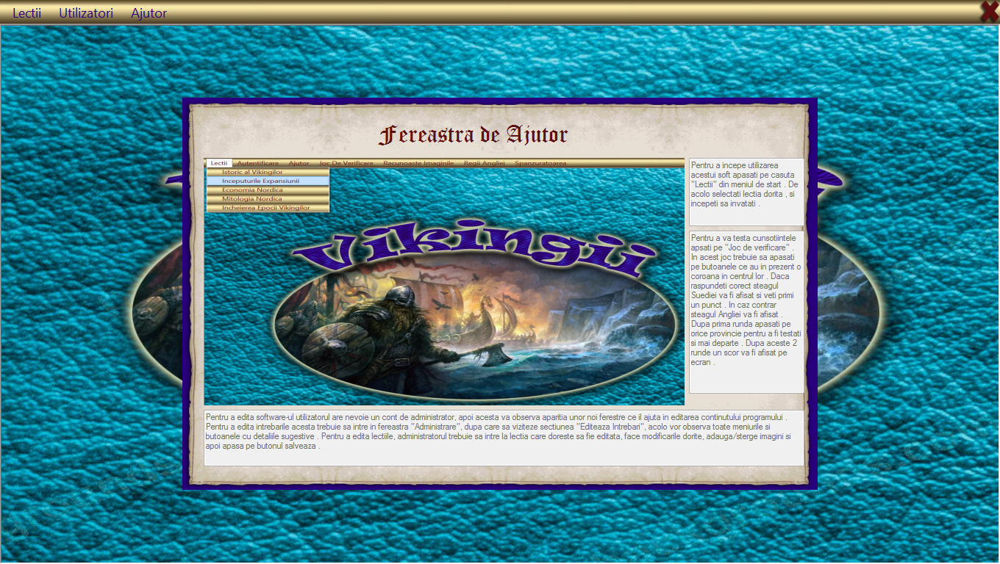 Lectii Utilizatori Ajutor
Fereastra de Ajutor
Lectii Autentificare Ajutor Joc De Verificare Recunoaste Imaginile Regii Angliei Spanzuratoarea
Istoric al Vikingilor
Inceputurile Expansiunii
Economia Nordica
Mitologia Nordica
Incheierea Epocii Vikingilor
Vikingii
Pentru a incepe utilizarea
acestui soft apasati pe casuta
"Lectii" din meniul de start . De
acolo selectati lectia dorita , si
incepeti sa invatati .
Pentru a va testa cunsotiintele
apsati pe "Joc de verificare" .
In acest joc trebuie sa apasati
pe butoanele ce au in prezent o
coroana in centrul lor . Daca
raspundeti corect steagul
Suediei va fi afisat si veti primi
un punct . In caz contrar
steagul Angliei va fi afisat .
Dupa prima runda apasati pe
orice provincie pentru a fi testati
si mai departe . Dupa aceste 2
runde un scor va fi afisat pe
ecran .
Pentru a edita software-ul utilizatorul are nevoie un cont de administrator, apoi acesta va observa aparitia unor noi ferestre ce il ajuta in editarea continutului programului .
Pentru a edita intrebarile acesta trebuie sa intre in fereastra "Administrare", dupa care sa viziteze sectiunea "Editeaza Intrebari", acolo vor observa toate meniurile si
butoanele cu detaliile sugestive . Pentru a edita lectiile, administratorul trebuie sa intre la lectia care doreste sa fie editata, face modificarile dorite, adauga/sterge imagini si
apoi apasa pe butonul salveaza .